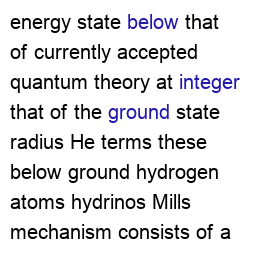 energy state below that
of currently accepted
quantum theory at integer
that of the ground state
radius He terms these
below ground hydrogen
atoms hydrinos Mills
mechanism consists of a